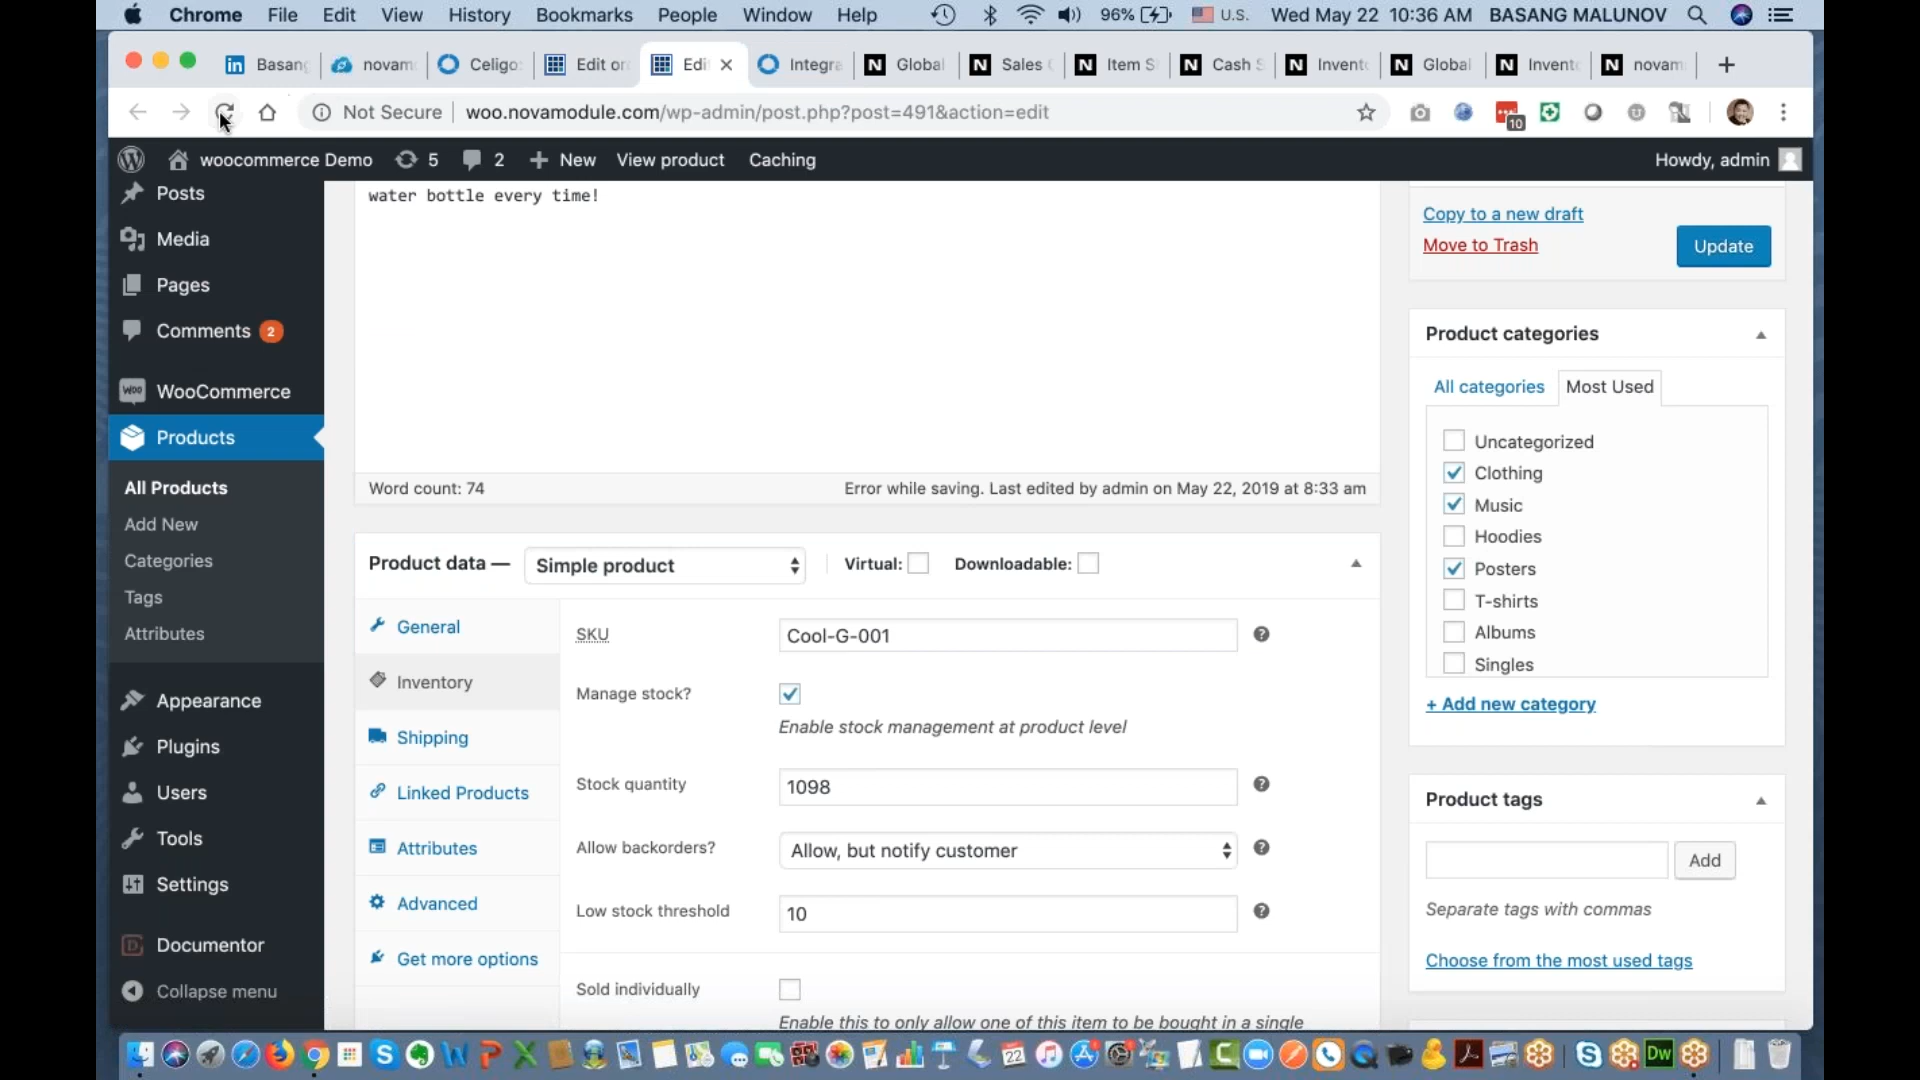 Chrome File Edit View History Bookmarks People Window Help 96% U.S. Wed May 22 10:36 AM BASANG MALUNOV
Basang novam Celigo Edit or Edi Integra Global Sales Item S Cash S Invent Global Invent novam
Not Secure woo.novamodule.com/wp-admin/post.php?post=491&action=edit 10
woocommerce Demo 5 2 New View product Caching Howdy, admin
Posts
Media
Pages
Comments 2
WooCommerce
Products
All Products
Add New
Categories
Tags
Attributes
Appearance
Plugins
Users
Tools
Settings
Documentor
Collapse menu
water bottle every time!
Word count: 74 Error while saving. Last edited by admin on May 22, 2019 at 8:33 am
Product data — Simple product Virtual: Downloadable:
General
Inventory
Shipping
Linked Products
Attributes
Advanced
Get more options
SKU Cool-G-001
Manage stock?
Enable stock management at product level
Stock quantity 1098
Allow backorders? Allow, but notify customer
Low stock threshold 10
Sold individually
Enable this to only allow one of this item to be bought in a single
Copy to a new draft
Move to Trash Update
Product categories
All categories Most Used
Uncategorized
Clothing
Music
Hoodies
Posters
T-shirts
Albums
Singles
+ Add new category
Product tags
Add
Separate tags with commas
Choose from the most used tags